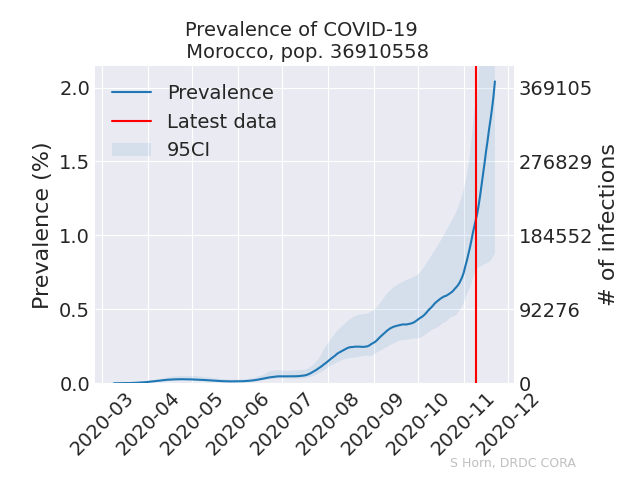 Prevalence of COVID-19
Morocco, pop. 36910558
Prevalence
Latest data
95CI
Prevalence (%)
2.0
1.5
1.0
0.5
0.0
369105
276829
184552
92276
0
# of infections
2020-03
2020-04
2020-05
2020-06
2020-07
2020-08
2020-09
2020-10
2020-11
2020-12
S Horn, DRDC CORA